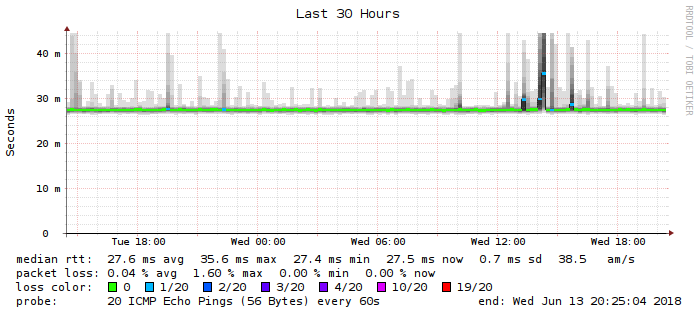 Last 30 Hours
RRDTOOL / TOBI OETIKER
Seconds
40 m
30 m
20 m
10 m
0
Tue 18:00 Wed 00:00 Wed 06:00 Wed 12:00 Wed 18:00
median rtt: 27.6 ms avg 35.6 ms max 27.4 ms min 27.5 ms now 0.7 ms sd 38.5 am/s
packet loss: 0.04 % avg 1.60 % max 0.00 % min 0.00 % now
loss color: 0 1/20 2/20 3/20 4/20 10/20 19/20
probe: 20 ICMP Echo Pings (56 Bytes) every 60s end: Wed Jun 13 20:25:04 2018